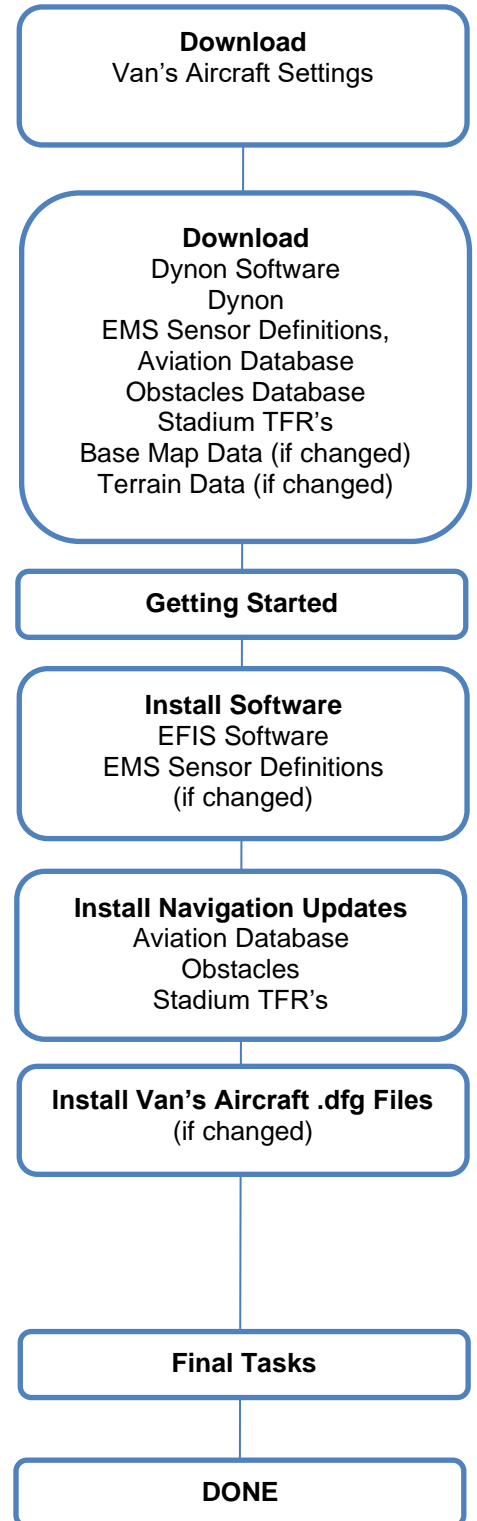 Download
Van’s Aircraft Settings
Download
Dynon Software
Dynon
EMS Sensor Definitions,
Aviation Database
Obstacles Database
Stadium TFR’s
Base Map Data (if changed)
Terrain Data (if changed)
Getting Started
Install Software
EFIS Software
EMS Sensor Definitions
(if changed)
Install Navigation Updates
Aviation Database
Obstacles
Stadium TFR’s
Install Van’s Aircraft .dfg Files
(if changed)
Final Tasks
DONE